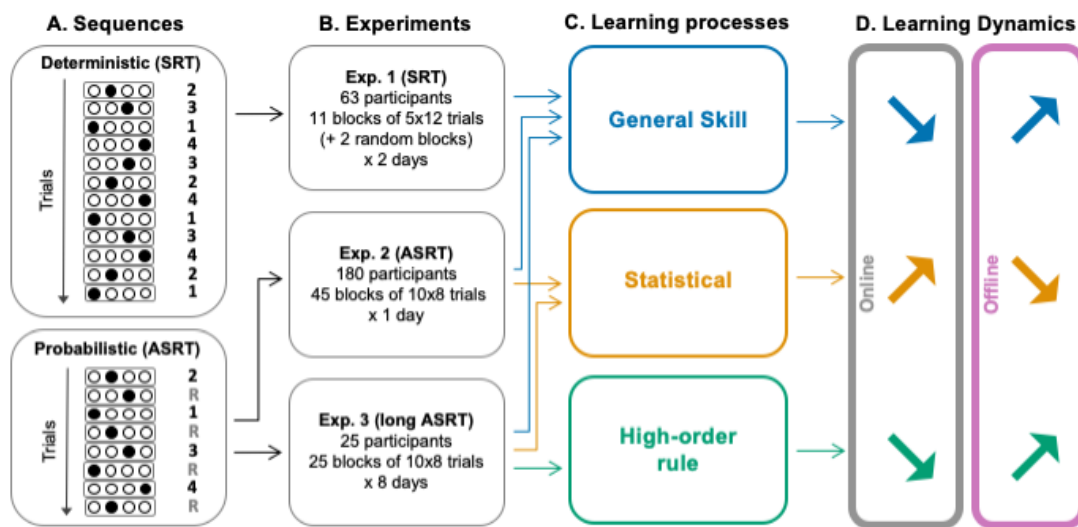 A. Sequences
Deterministic (SRT)
Trials
2
3
1
4
3
2
4
1
3
4
2
1
Probabilistic (ASRT)
Trials
2
R
1
R
3
R
4
R
B. Experiments
Exp. 1 (SRT)
63 participants
11 blocks of 5x12 trials
(+ 2 random blocks)
x 2 days
Exp. 2 (ASRT)
180 participants
45 blocks of 10x8 trials
x 1 day
Exp. 3 (long ASRT)
25 participants
25 blocks of 10x8 trials
x 8 days
C. Learning processes
General Skill
Statistical
High-order
rule
D. Learning Dynamics
Online
Offline